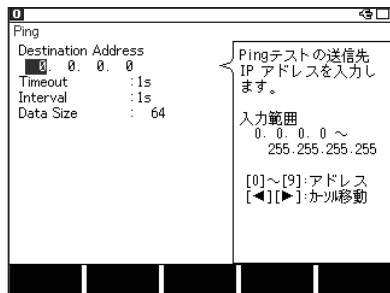 0
Ping
Destination Address
0. 0. 0. 0
Timeout :1s
Interval :1s
Data Size : 64
Pingテストの送信先
IP アドレスを入力し
ます。
入力範囲
0. 0. 0. 0 ～
255.255.255.255
[0]～[9]:アドレス
[◀][▶]:カーソル移動